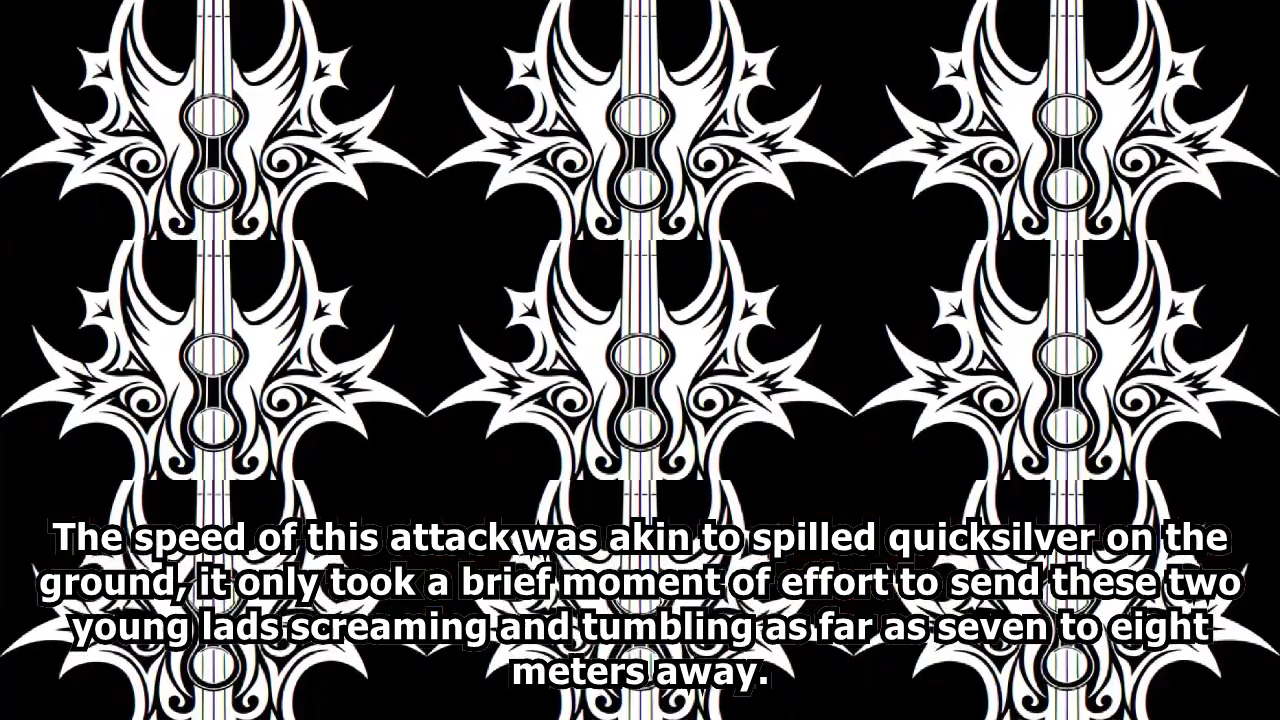 The speed of this attack was akin to spilled quicksilver on the
ground, it only took a brief moment of effort to send these two
young lads screaming and tumbling as far as seven to eight
meters away.